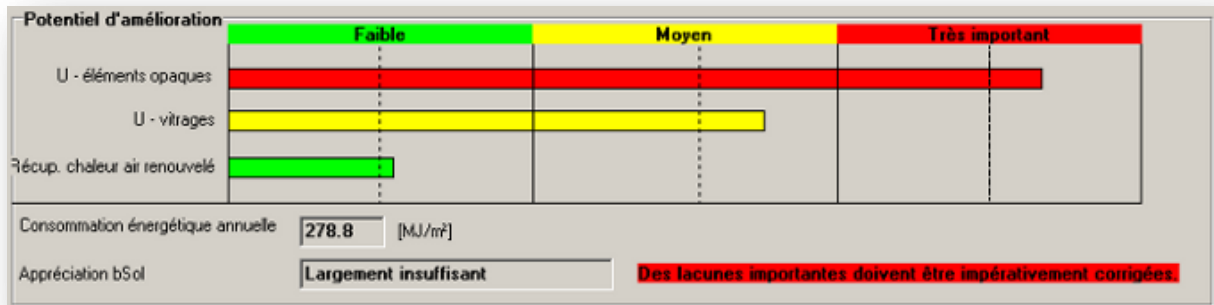 Potentiel d'amélioration
Faible Moyen Très important
U - éléments opaques
U - vitrages
Récup. chaleur air renouvelé
Consommation énergétique annuelle 278.8 [MJ/m²]
Appréciation bSol Largement insuffisant Des lacunes importantes doivent être impérativement corrigées.